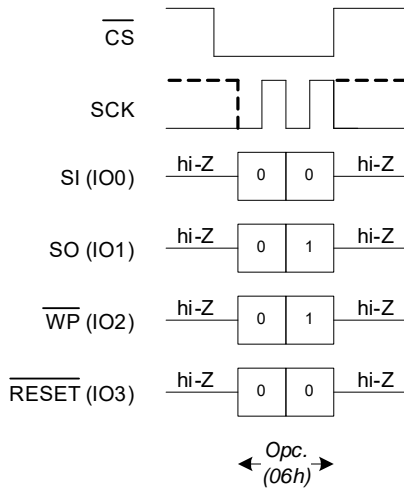 CS
SCK
hi-Z hi-Z
SI (IO0) 0 0
hi-Z hi-Z
SO (IO1) 0 1
hi-Z hi-Z
WP (IO2) 0 1
hi-Z hi-Z
RESET (IO3) 0 0
Opc.
(06h)